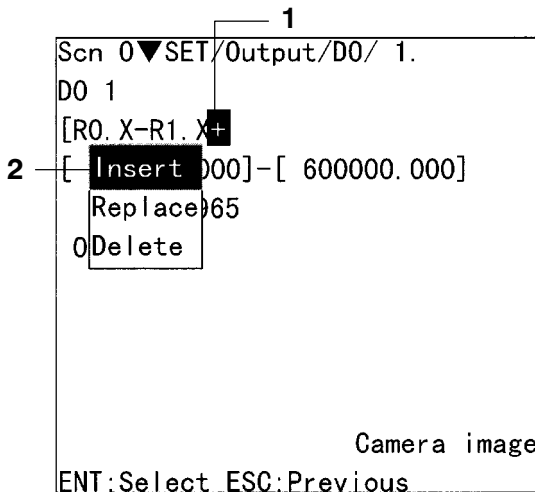 1
Scn 0▼SET/Output/DO/ 1.
DO 1
[R0. X-R1. X+
2 [ Insert 000]-[ 600000.000]
Replace 965
0 Delete
Camera image
ENT:Select ESC:Previous